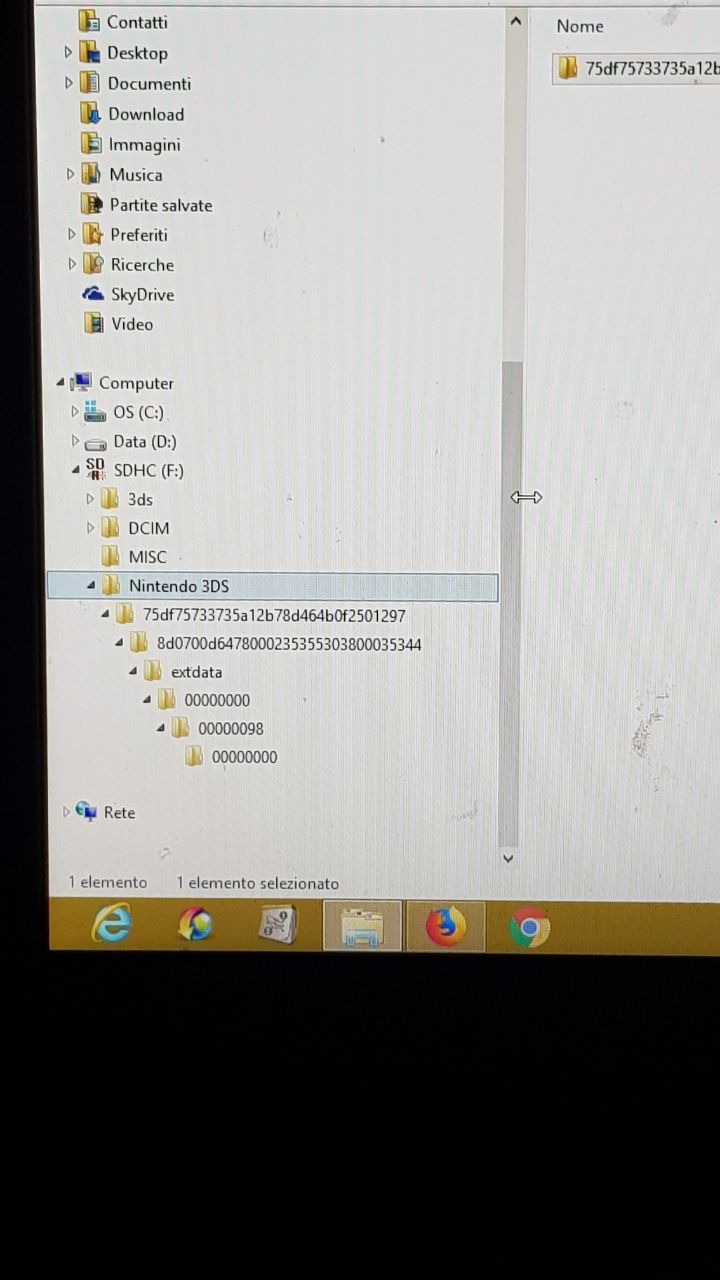 Contatti
Desktop
Documenti
Download
Immagini
Musica
Partite salvate
Preferiti
Ricerche
SkyDrive
Video
Computer
OS (C:)
Data (D:)
SDHC (F:)
3ds
DCIM
MISC
Nintendo 3DS
75df75733735a12b78d464b0f2501297
8d0700d6478000235355303800035344
extdata
00000000
00000098
00000000
Rete
1 elemento 1 elemento selezionato
Nome
75df75733735a12b